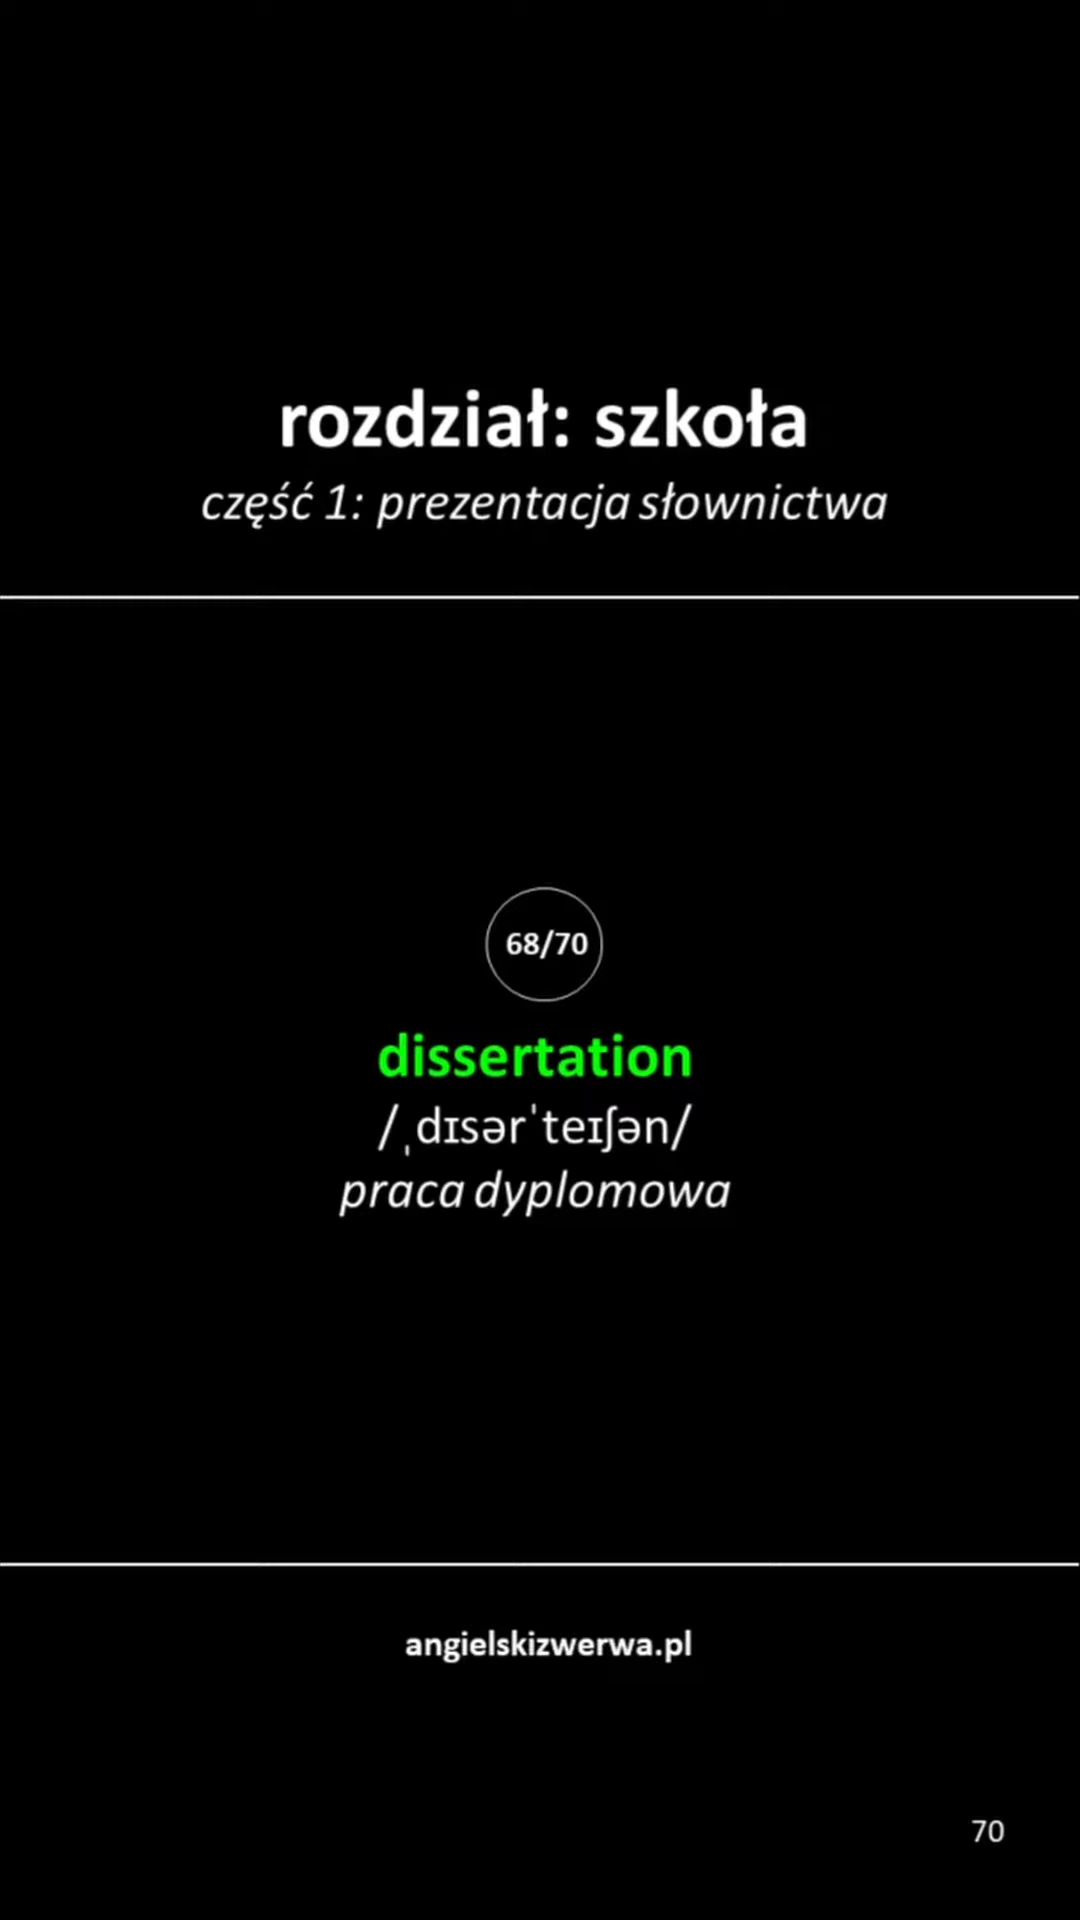 rozdział: szkoła
część 1: prezentacja słownictwa
68/70
dissertation
/ˌdɪsərˈteɪʃən/
praca dyplomowa
angielskizwerwa.pl
70